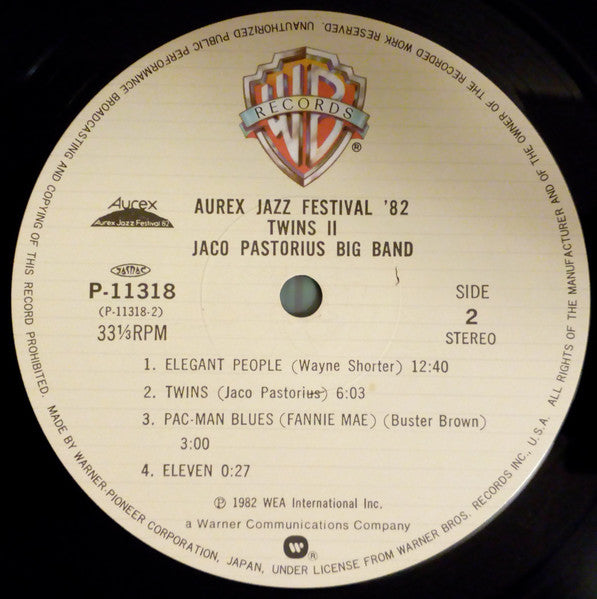 UNAUTHORIZED PUBLIC PERFORMANCE BROADCASTING AND COPYING OF THIS RECORD PROHIBITED.
ALL RIGHTS OF THE MANUFACTURER AND OF THE OWNER OF THE RECORDED WORK RESERVED.
WB
RECORDS
®
AUREX JAZZ FESTIVAL '82
TWINS II
JACO PASTORIUS BIG BAND
Aurex
Aurex Jazz Festival 82
P-11318
(P-11318-2)
33⅓RPM
SIDE
2
STEREO
1. ELEGANT PEOPLE (Wayne Shorter) 12:40
2. TWINS (Jaco Pastorius) 6:03
3. PAC-MAN BLUES (FANNIE MAE) (Buster Brown)
3:00
4. ELEVEN 0:27
℗ 1982 WEA International Inc.
a Warner Communications Company
W ®
MADE BY WARNER-PIONEER CORPORATION, JAPAN, UNDER LICENSE FROM WARNER BROS. RECORDS INC., U.S.A.